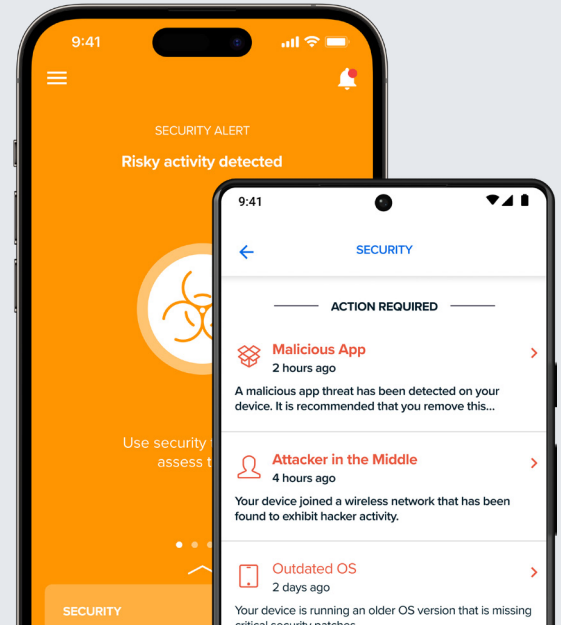 9:41
SECURITY ALERT
Risky activity detected
Use security
assess t
SECURITY
9:41
SECURITY
ACTION REQUIRED
Malicious App
2 hours ago
A malicious app threat has been detected on your
device. It is recommended that you remove this...
Attacker in the Middle
4 hours ago
Your device joined a wireless network that has been
found to exhibit hacker activity.
Outdated OS
2 days ago
Your device is running an older OS version that is missing
critical security patches